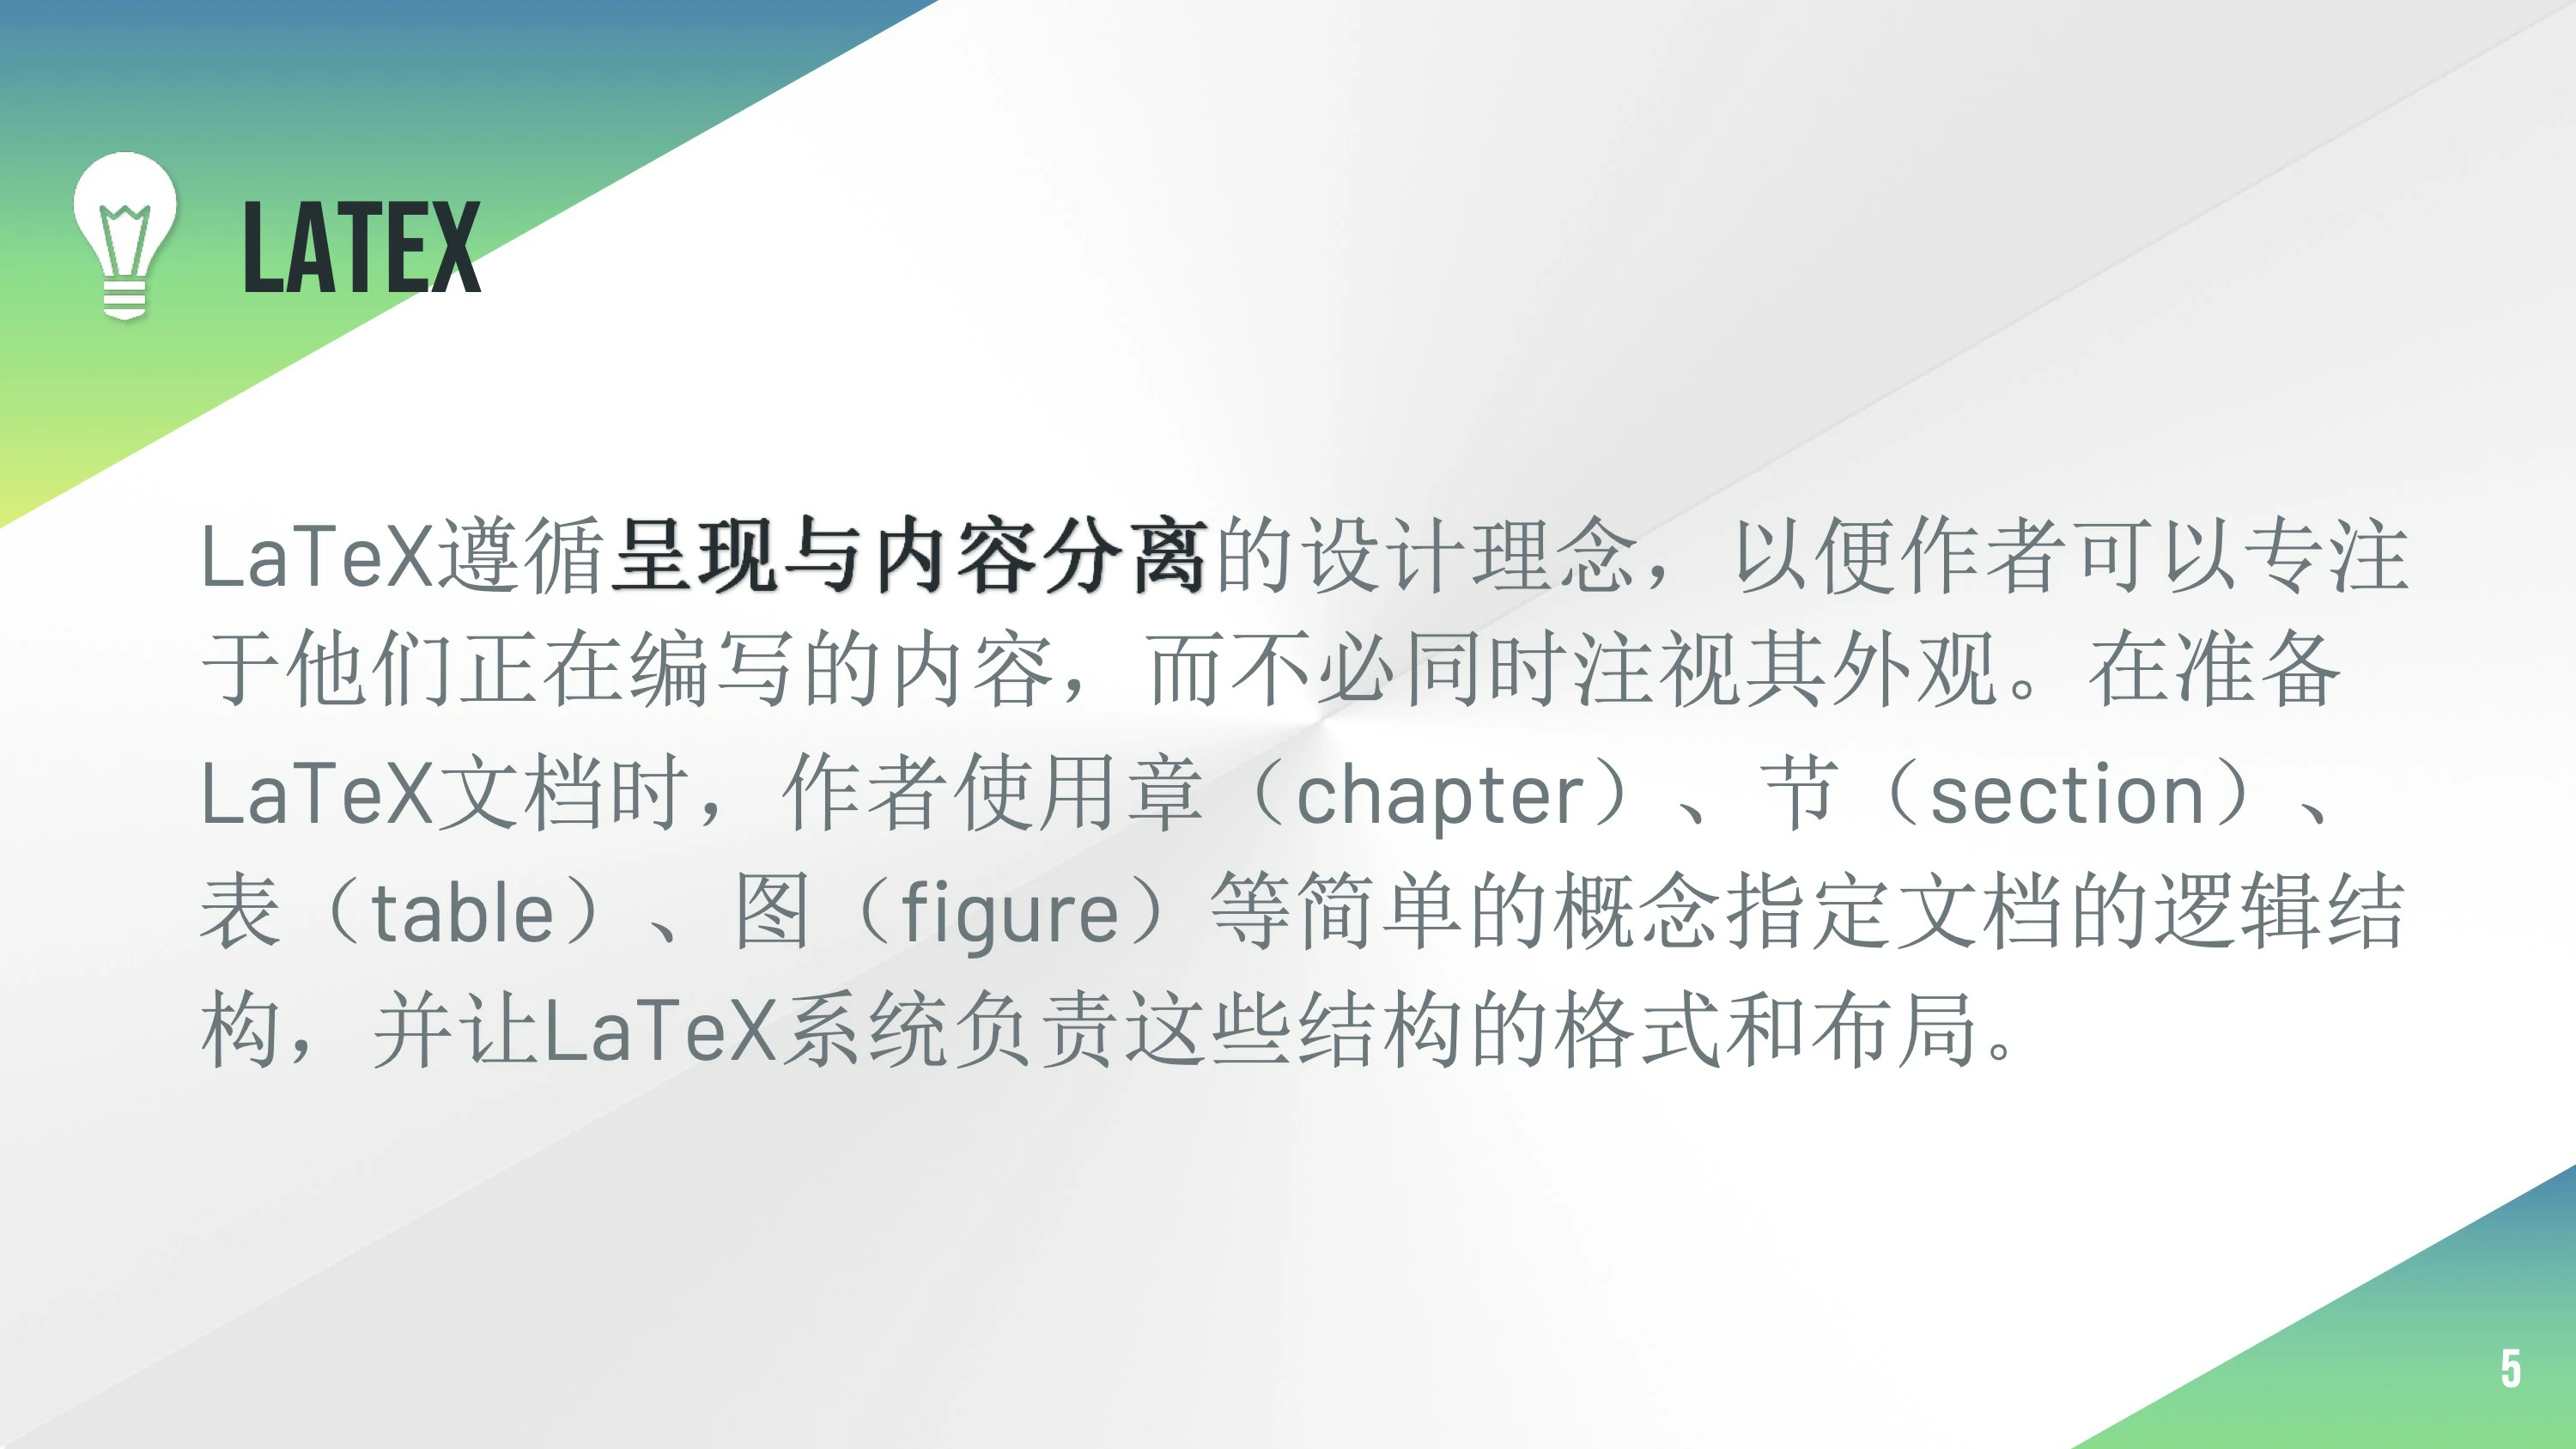 LATEX
LaTeX遵循呈现与内容分离的设计理念，以便作者可以专注
于他们正在编写的内容，而不必同时注视其外观。在准备
LaTeX文档时，作者使用章（chapter）、节（section）、
表（table）、图（figure）等简单的概念指定文档的逻辑结
构，并让LaTeX系统负责这些结构的格式和布局。
5